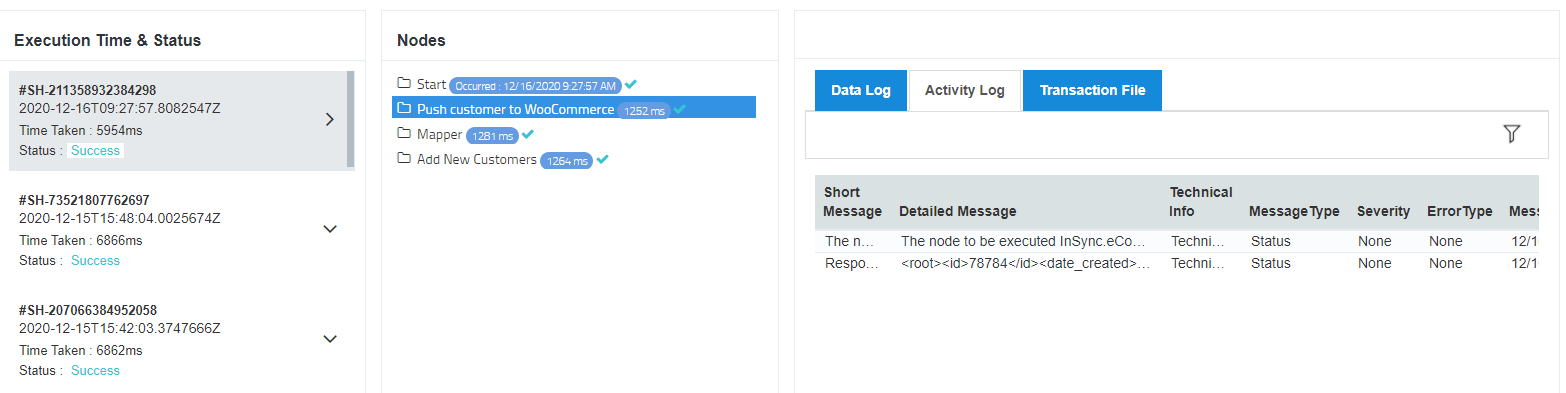 Execution Time & Status
#SH-211358932384298
2020-12-16T09:27:57.8082547Z
Time Taken : 5954ms
Status : Success
#SH-73521807762697
2020-12-15T15:48:04.0025674Z
Time Taken : 6866ms
Status : Success
#SH-207066384952058
2020-12-15T15:42:03.3747666Z
Time Taken : 6862ms
Status : Success
Nodes
Start Occurred : 12/16/2020 9:27:57 AM
Push customer to WooCommerce 1252 ms
Mapper 1281 ms
Add New Customers 1264 ms
Data Log Activity Log Transaction File
Short Message Detailed Message Technical Info MessageType Severity ErrorType Mess
The n... The node to be executed InSync.eCo... Techni... Status None None 12/1
Respo... <root><id>78784</id><date_created>... Techni... Status None None 12/1